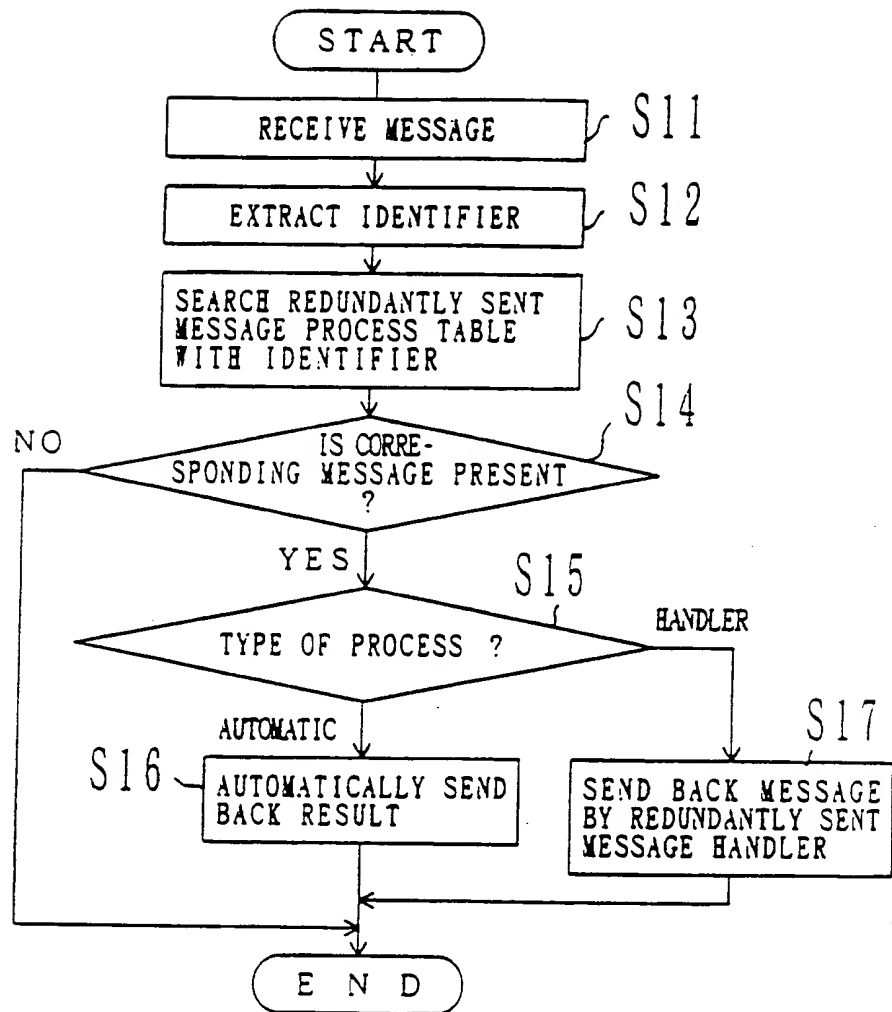 START
RECEIVE MESSAGE
S11
EXTRACT IDENTIFIER
S12
SEARCH REDUNDANTLY SENT
MESSAGE PROCESS TABLE
WITH IDENTIFIER
S13
S14
NO
IS CORRE-
SPONDING MESSAGE PRESENT
?
YES
S15
TYPE OF PROCESS ?
HANDLER
AUTOMATIC
S16
AUTOMATICALLY SEND
BACK RESULT
S17
SEND BACK MESSAGE
BY REDUNDANTLY SENT
MESSAGE HANDLER
END